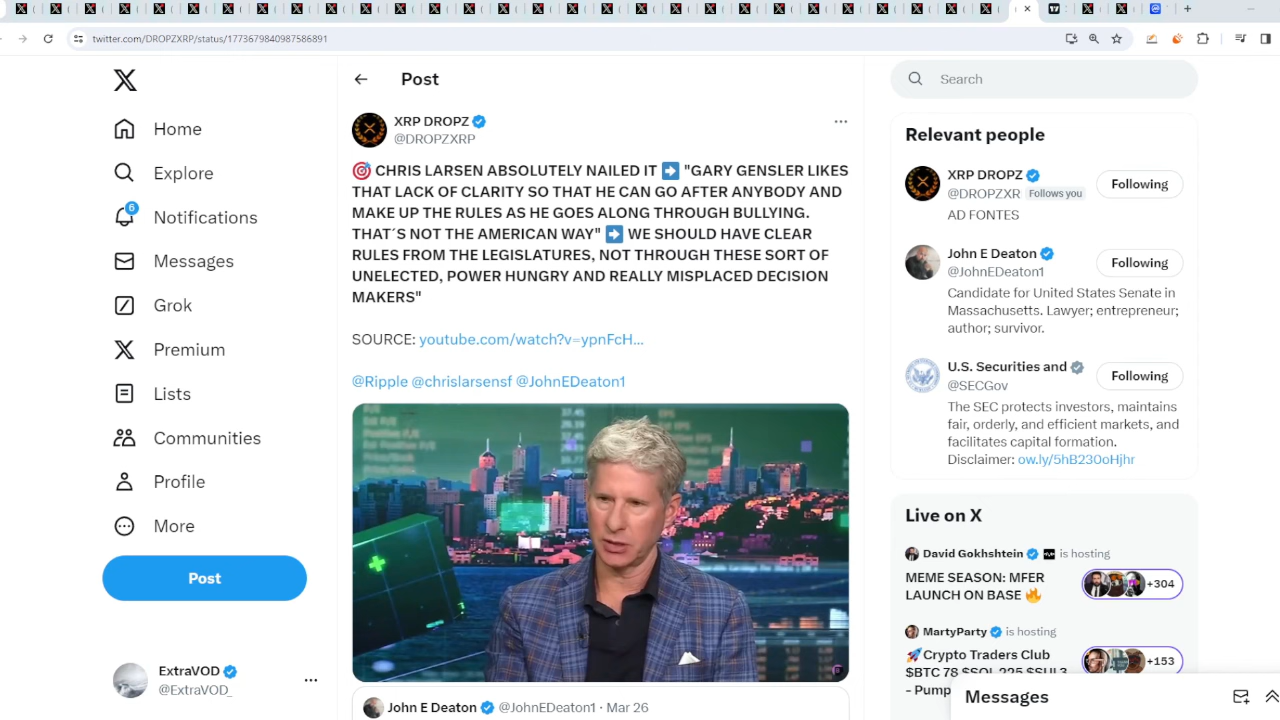 twitter.com/DROPZXRP/status/1773679840987586891
Home
Explore
6
Notifications
Messages
Grok
Premium
Lists
Communities
Profile
More
Post
ExtraVOD
@ExtraVOD_
Post
XRP DROPZ
@DROPZXRP
🎯 CHRIS LARSEN ABSOLUTELY NAILED IT ➡️ "GARY GENSLER LIKES
THAT LACK OF CLARITY SO THAT HE CAN GO AFTER ANYBODY AND
MAKE UP THE RULES AS HE GOES ALONG THROUGH BULLYING.
THAT´S NOT THE AMERICAN WAY" ➡️ WE SHOULD HAVE CLEAR
RULES FROM THE LEGISLATURES, NOT THROUGH THESE SORT OF
UNELECTED, POWER HUNGRY AND REALLY MISPLACED DECISION
MAKERS"
SOURCE: youtube.com/watch?v=ypnFcH...
@Ripple @chrislarsensf @JohnEDeaton1
John E Deaton @JohnEDeaton1 · Mar 26
Search
Relevant people
XRP DROPZ
@DROPZXR Follows you
Following
AD FONTES
John E Deaton
@JohnEDeaton1
Following
Candidate for United States Senate in
Massachusetts. Lawyer; entrepreneur;
author; survivor.
U.S. Securities and
@SECGov
Following
The SEC protects investors, maintains
fair, orderly, and efficient markets, and
facilitates capital formation.
Disclaimer: ow.ly/5hB230oHjhr
Live on X
David Gokhshtein is hosting
MEME SEASON: MFER
LAUNCH ON BASE 🔥
+304
MartyParty is hosting
🚀Crypto Traders Club
+153
- Pump
Messages